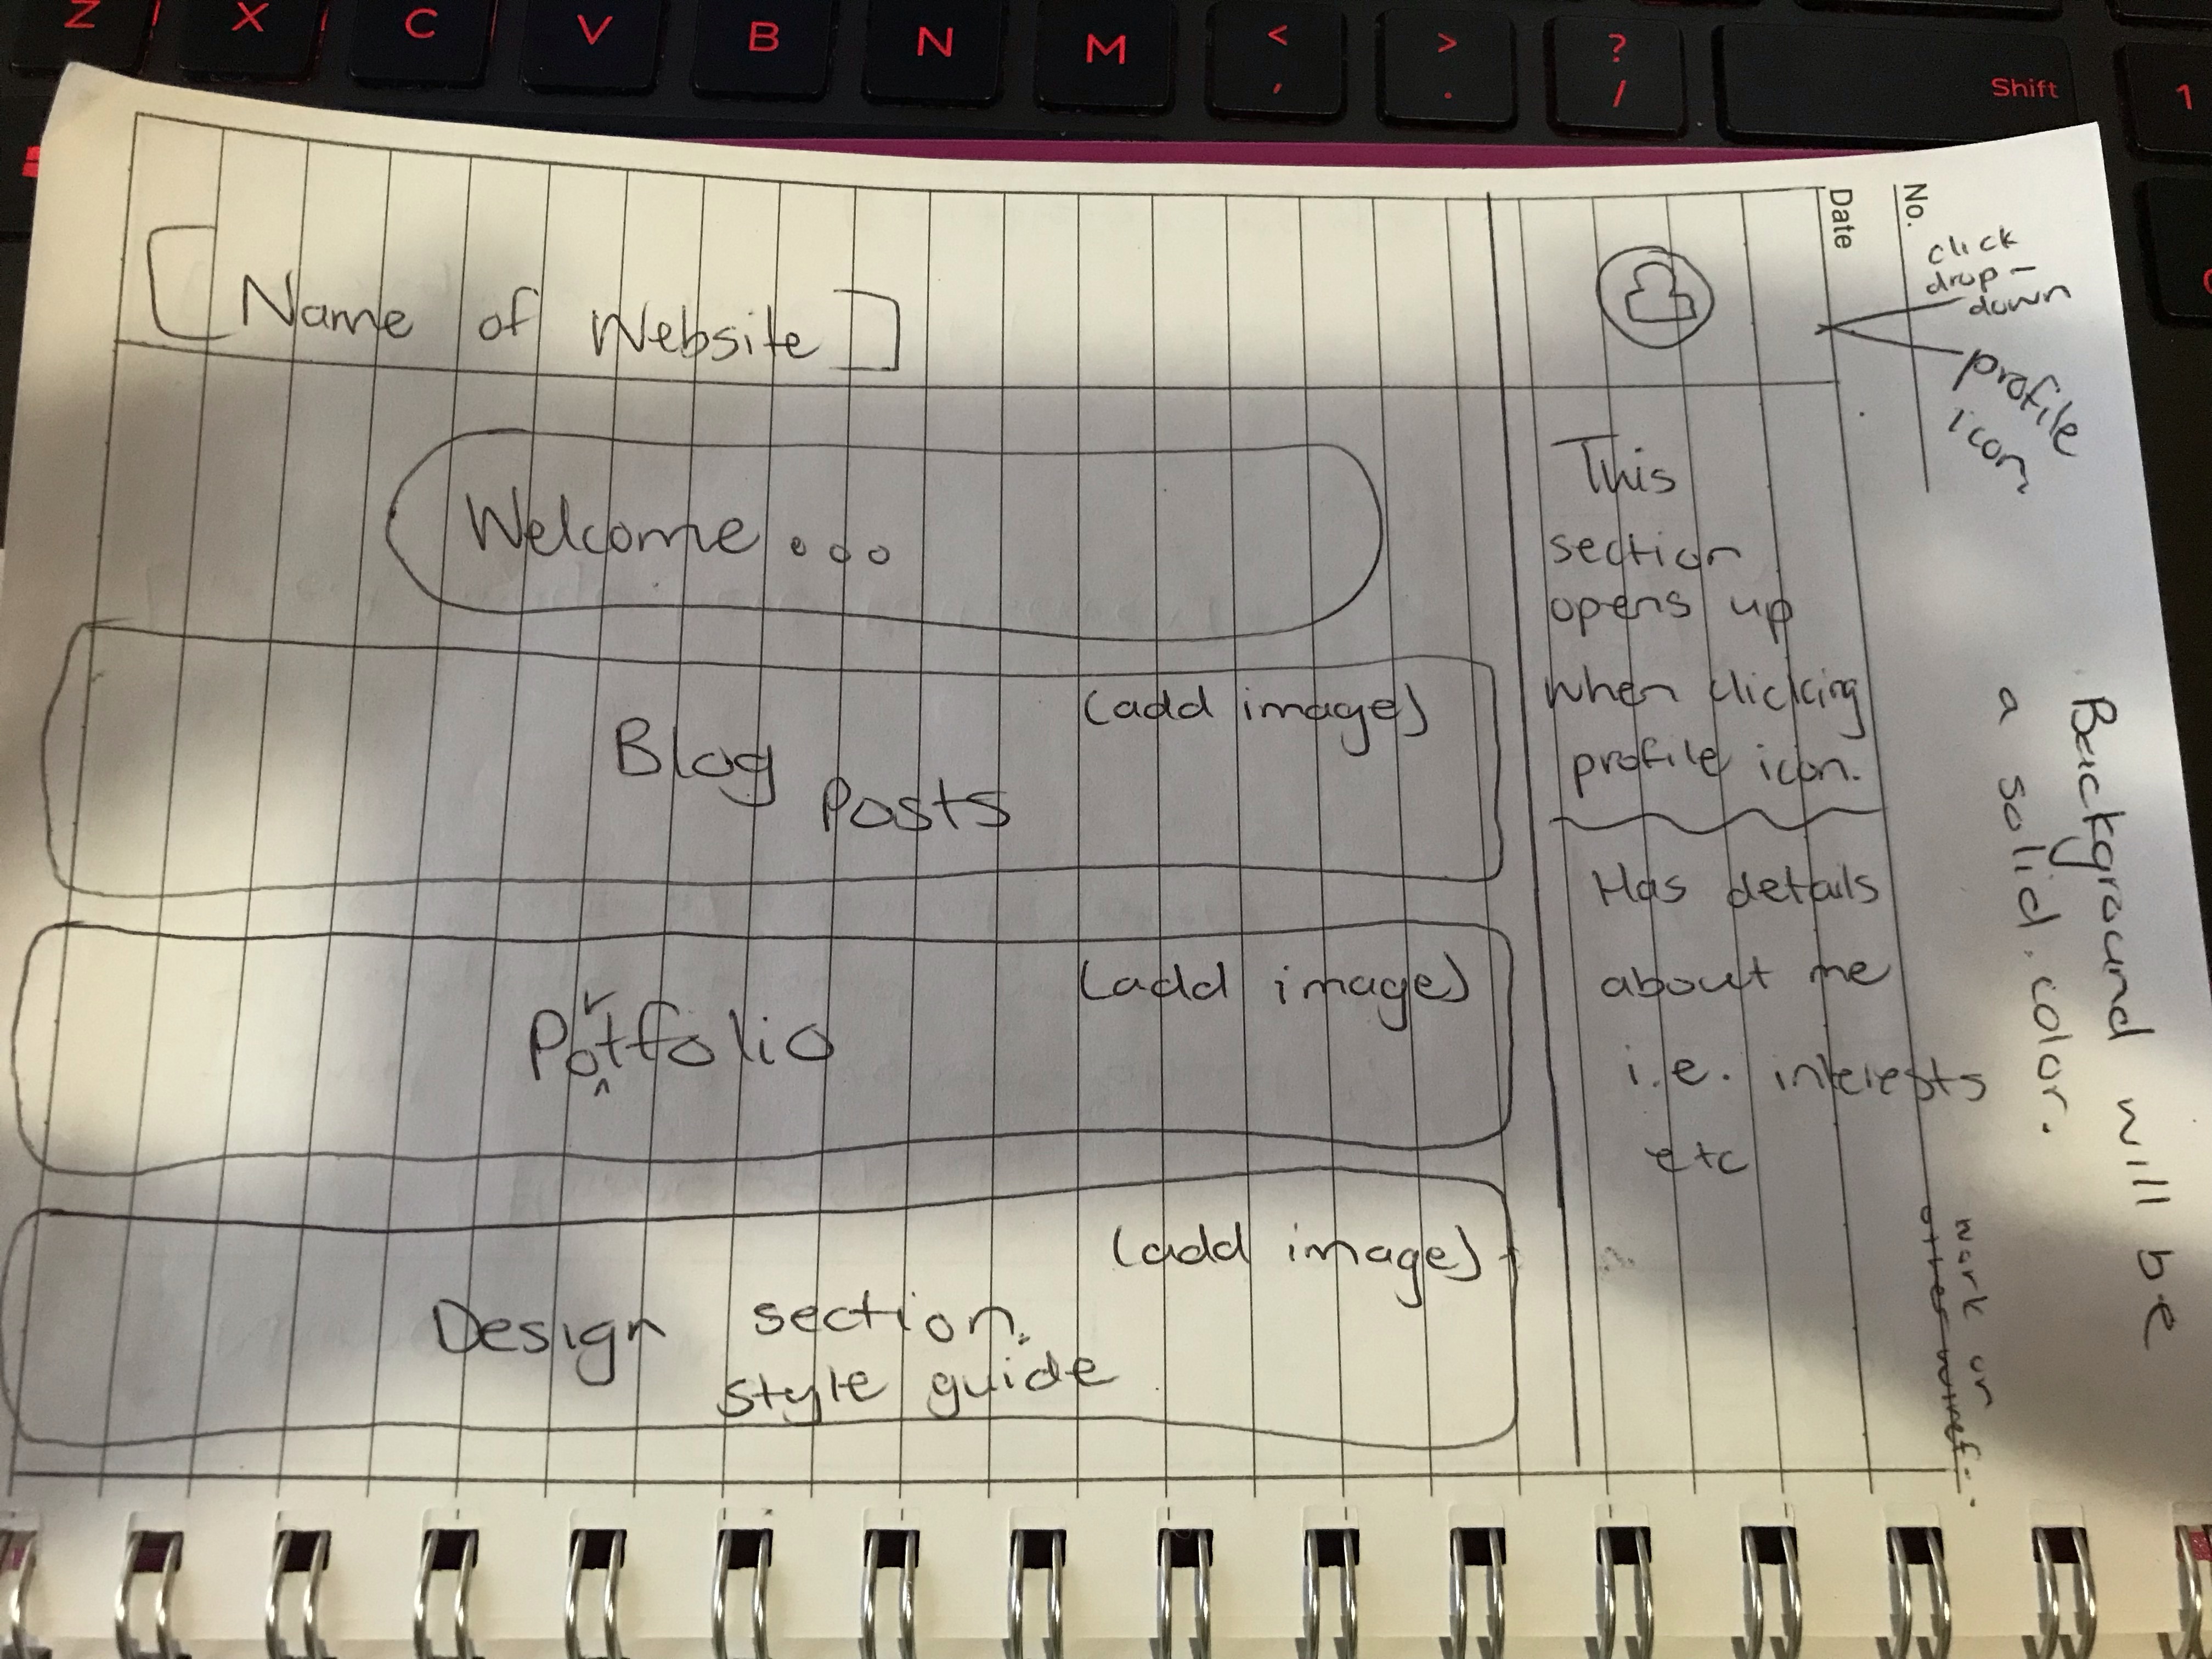 Z X C V B N M < , > . ? / Shift 1
No.
Date
click
drop-
down
profile
icon
[Name of Website]
Welcome...
Blog
Posts
(add image)
Portfolio
(add image)
Design section.
style guide
(add image)
This
section
opens up
when clicking
profile icon.
Has details
about me
i.e. interests
etc
Background will be
a solid color.
work on